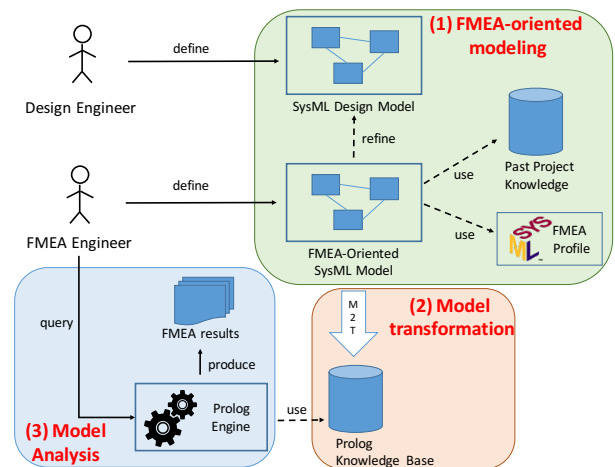 (1) FMEA-oriented
modeling
define
Design Engineer
SysML Design Model
refine
use
Past Project
Knowledge
define
FMEA Engineer
use
SYS
ML
FMEA
Profile
FMEA-Oriented
SysML Model
query
FMEA results
M
2
T
(2) Model
transformation
produce
Prolog
Engine
use
(3) Model
Analysis
Prolog
Knowledge Base